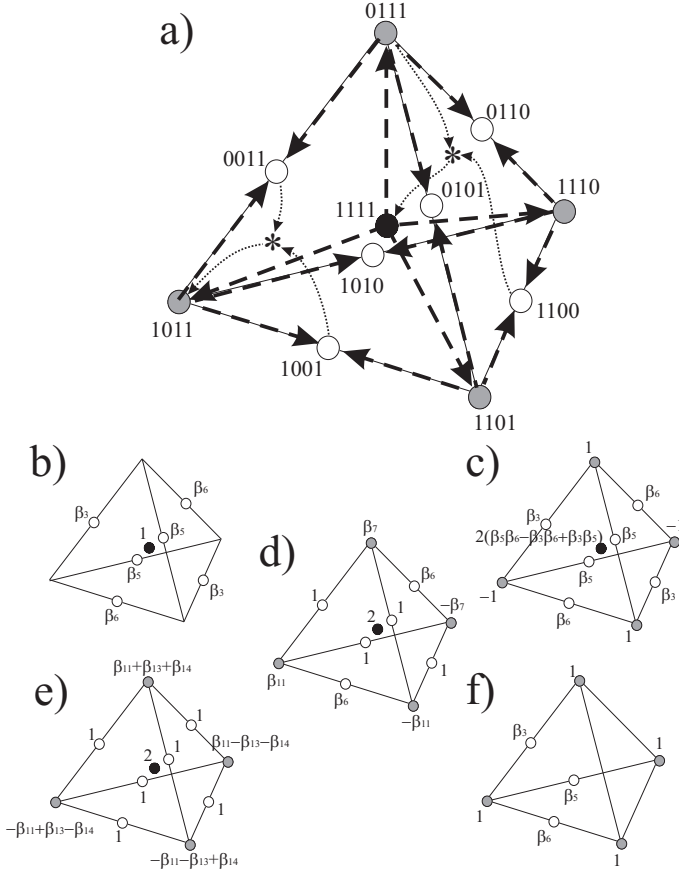 a)
0111
0110
0011
*
0101
1110
1111
*
1010
1100
1011
1001
1101
b)
β₃
β₆
1
β₅
β₅
β₃
β₆
c)
1
β₃
β₆
2(β₅β₆−β₃β₆+β₃β₅)
−1
β₅
β₅
−1
β₃
β₆
1
d)
β₇
1
β₆
−β₇
2
1
β₁₁
1
1
β₆
−β₁₁
e)
β₁₁+β₁₃+β₁₄
1
1
β₁₁−β₁₃−β₁₄
2
1
1
1
−β₁₁+β₁₃−β₁₄
1
−β₁₁−β₁₃+β₁₄
f)
1
β₃
1
β₅
1
β₆
1